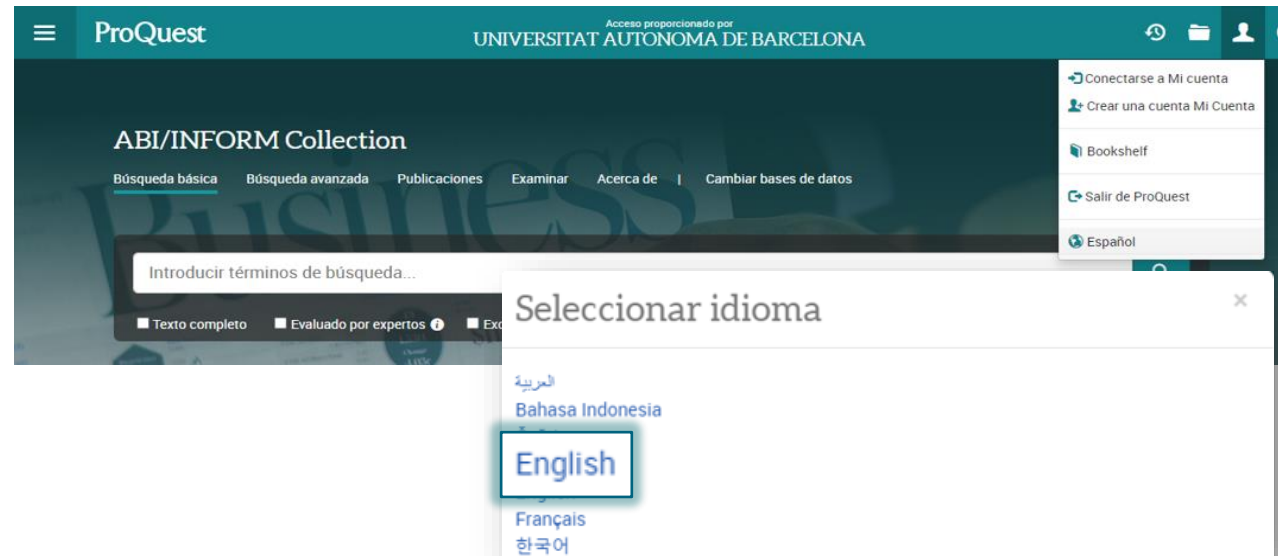 ProQuest
Acceso proporcionado por
UNIVERSITAT AUTÒNOMA DE BARCELONA
Conectarse a Mi cuenta
Crear una cuenta Mi Cuenta
Bookshelf
Salir de ProQuest
Español
ABI/INFORM Collection
Búsqueda básica Búsqueda avanzada Publicaciones Examinar Acerca de | Cambiar bases de datos
Business
Introducir términos de búsqueda...
Texto completo Evaluado por expertos
Seleccionar idioma
×
العربية
Bahasa Indonesia
English
Français
한국어